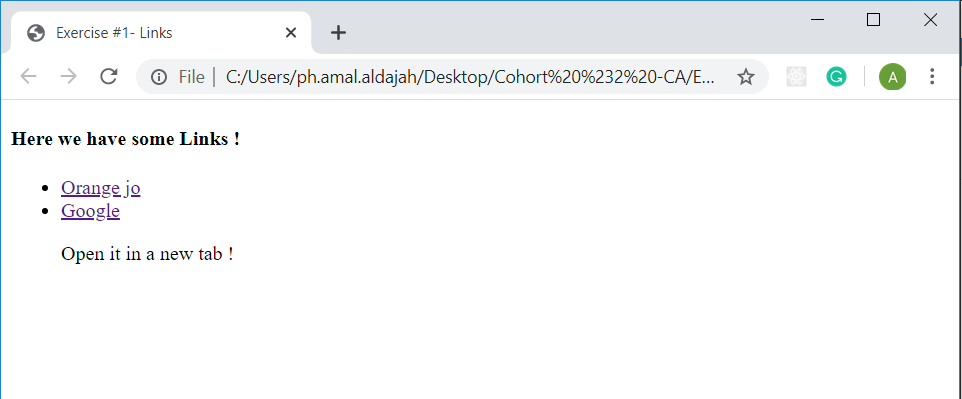 Exercise #1- Links
File
C:/Users/ph.amal.aldajah/Desktop/Cohort%20%232%20-CA/E...
A
Here we have some Links !
Orange jo
Google
Open it in a new tab !